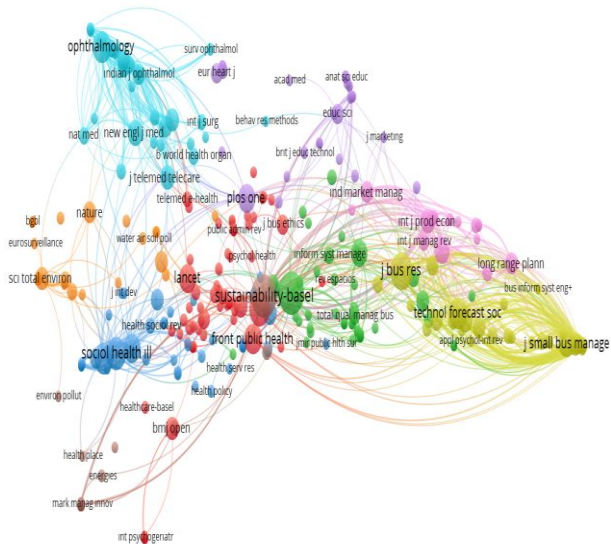 ophthalmology
surv ophthalmol
indian j ophthalmol
eur heart j
acad med
anat sci educ
educ sci
nat med
new engl j med
int j surg
behav res methods
j marketing
b world health organ
j telemed telecare
telemed e-health
plos one
ind market manag
bgbl
nature
public admin rev
j bus ethics
int j prod econ
eurosurveillance
water air soil poll
psychol health
inform syst manage
int j manag rev
sci total environ
lancet
j bus res
long range plann
j int dev
sustainability-basel
bus inform syst eng+
health sociol rev
total qual manag bus
technol forecast soc
sociol health ill
front public health
jmir public hlth sur
appl psychol-int rev
j small bus manage
health serv res
environ pollut
health policy
healthcare-basel
bmj open
health place
energies
mark manag innov
int psychogeriatr